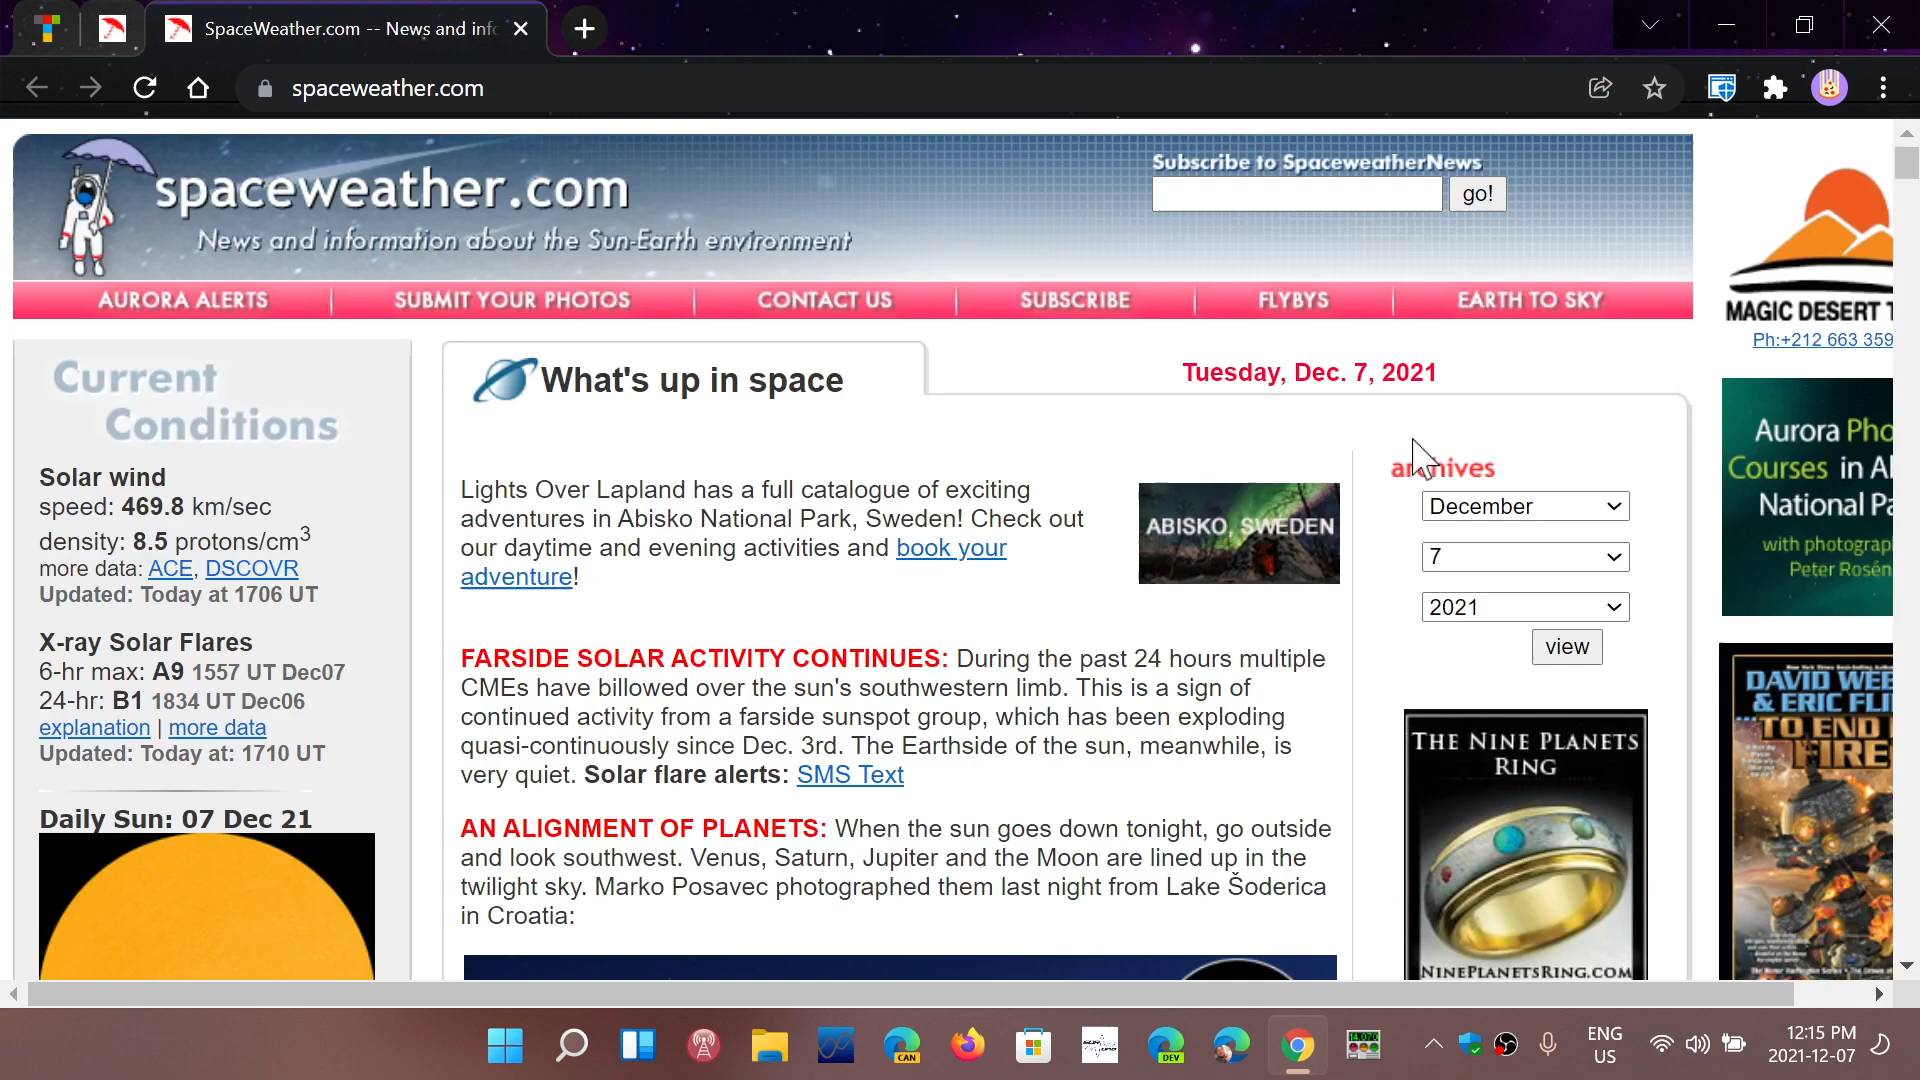 SpaceWeather.com -- News and info
spaceweather.com
spaceweather.com
News and information about the Sun-Earth environment
Subscribe to SpaceweatherNews
go!
AURORA ALERTS
SUBMIT YOUR PHOTOS
CONTACT US
SUBSCRIBE
FLYBYS
EARTH TO SKY
Current
Conditions
Solar wind
speed: 469.8 km/sec
density: 8.5 protons/cm3
more data: ACE, DSCOVR
Updated: Today at 1706 UT
X-ray Solar Flares
6-hr max: A9 1557 UT Dec07
24-hr: B1 1834 UT Dec06
explanation | more data
Updated: Today at: 1710 UT
Daily Sun: 07 Dec 21
What's up in space
Tuesday, Dec. 7, 2021
Lights Over Lapland has a full catalogue of exciting
adventures in Abisko National Park, Sweden! Check out
our daytime and evening activities and book your
adventure!
ABISKO, SWEDEN
FARSIDE SOLAR ACTIVITY CONTINUES: During the past 24 hours multiple
CMEs have billowed over the sun's southwestern limb. This is a sign of
continued activity from a farside sunspot group, which has been exploding
quasi-continuously since Dec. 3rd. The Earthside of the sun, meanwhile, is
very quiet. Solar flare alerts: SMS Text
AN ALIGNMENT OF PLANETS: When the sun goes down tonight, go outside
and look southwest. Venus, Saturn, Jupiter and the Moon are lined up in the
twilight sky. Marko Posavec photographed them last night from Lake Šoderica
in Croatia:
archives
December
7
2021
view
THE NINE PLANETS
RING
NINEPLANETSRING.COM
MAGIC DESERT T
Ph:+212 663 359
Aurora Pho
Courses in Al
National Pa
with photograp
Peter Rosén
DAVID WEB
& ERIC FLI
TO END I
FIRE
CAN
DEV
14.070
ENG
US
12:15 PM
2021-12-07